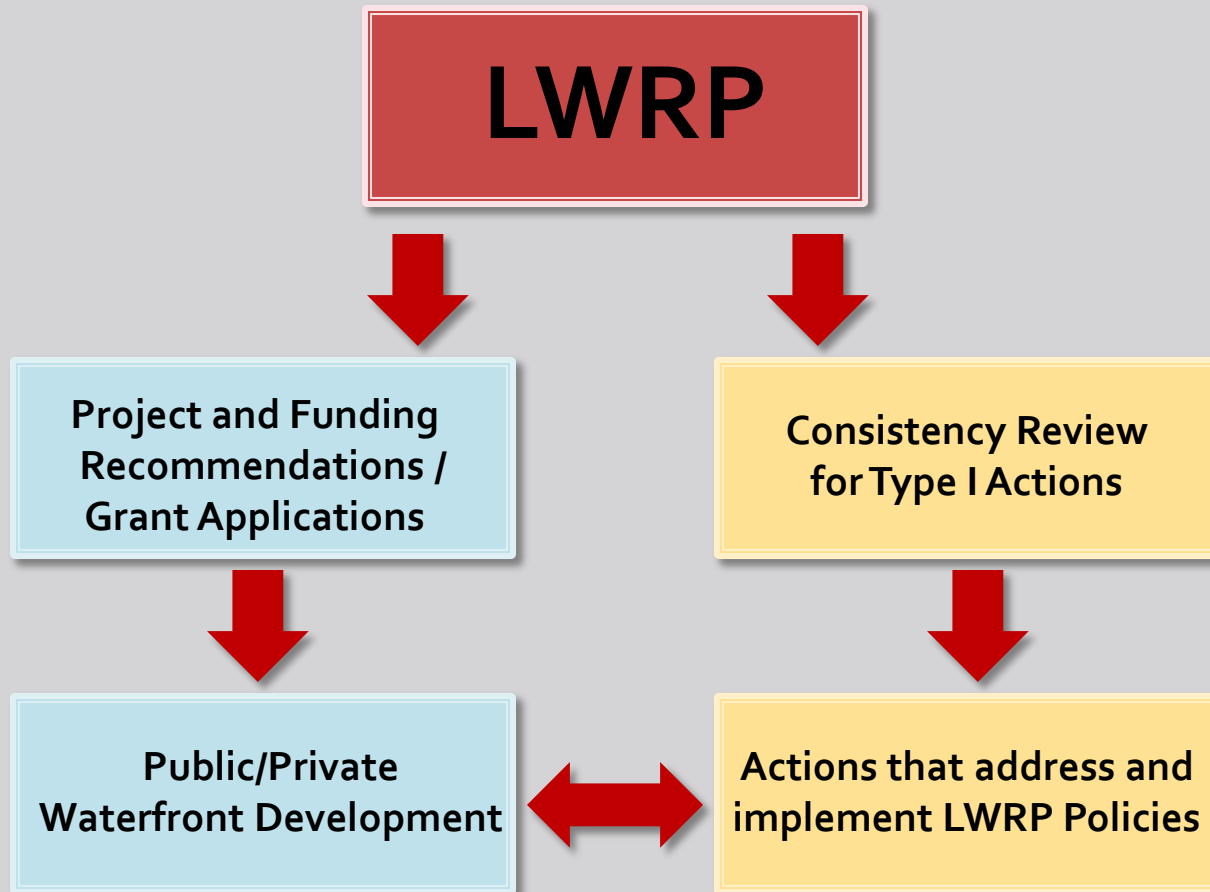 LWRP
Project and Funding
Recommendations /
Grant Applications
Consistency Review
for Type I Actions
Public/Private
Waterfront Development
Actions that address and
implement LWRP Policies